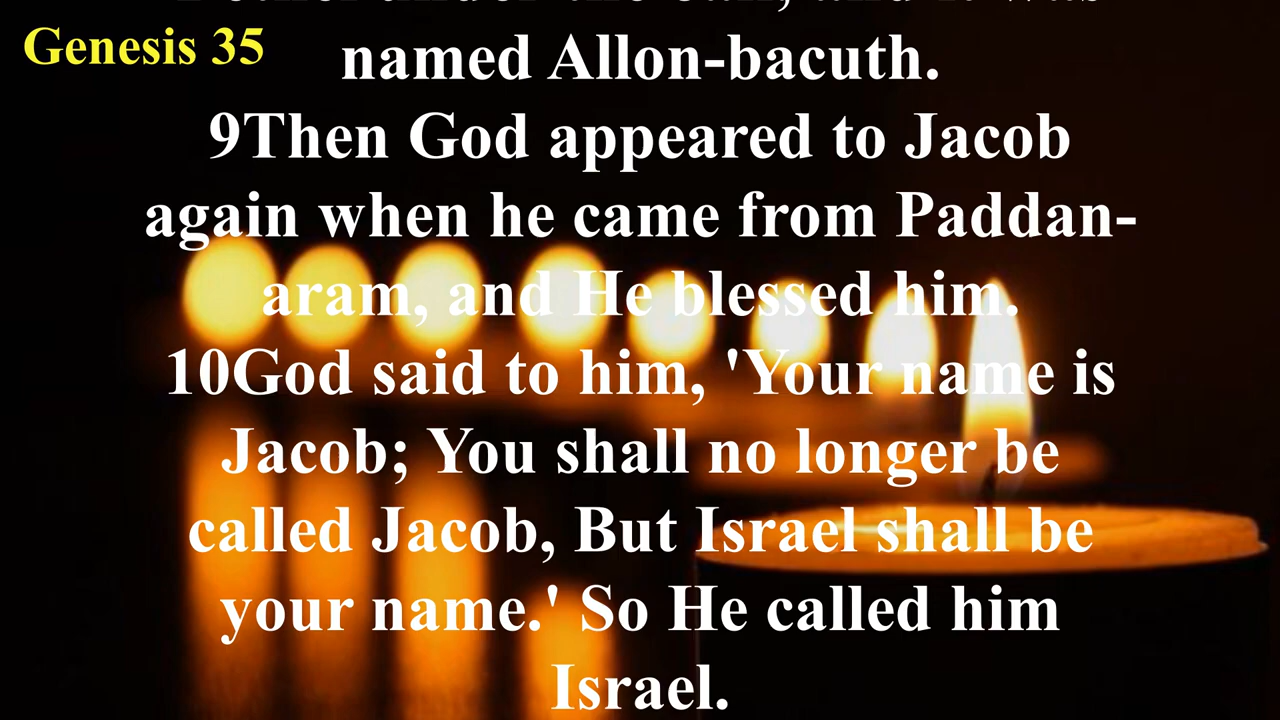 Genesis 35
named Allon-bacuth.
9Then God appeared to Jacob
again when he came from Paddan-
aram, and He blessed him.
10God said to him, 'Your name is
Jacob; You shall no longer be
called Jacob, But Israel shall be
your name.' So He called him
Israel.